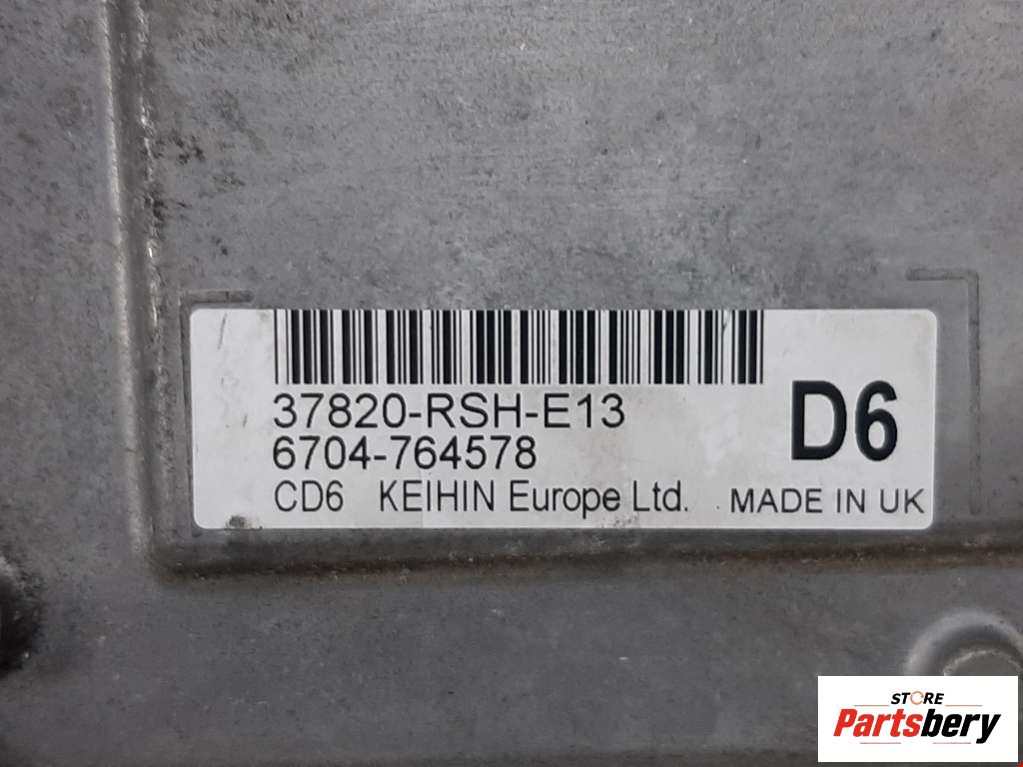 37820-RSH-E13
6704-764578
D6
CD6 KEIHIN Europe Ltd. MADE IN UK
STORE
Partsbery